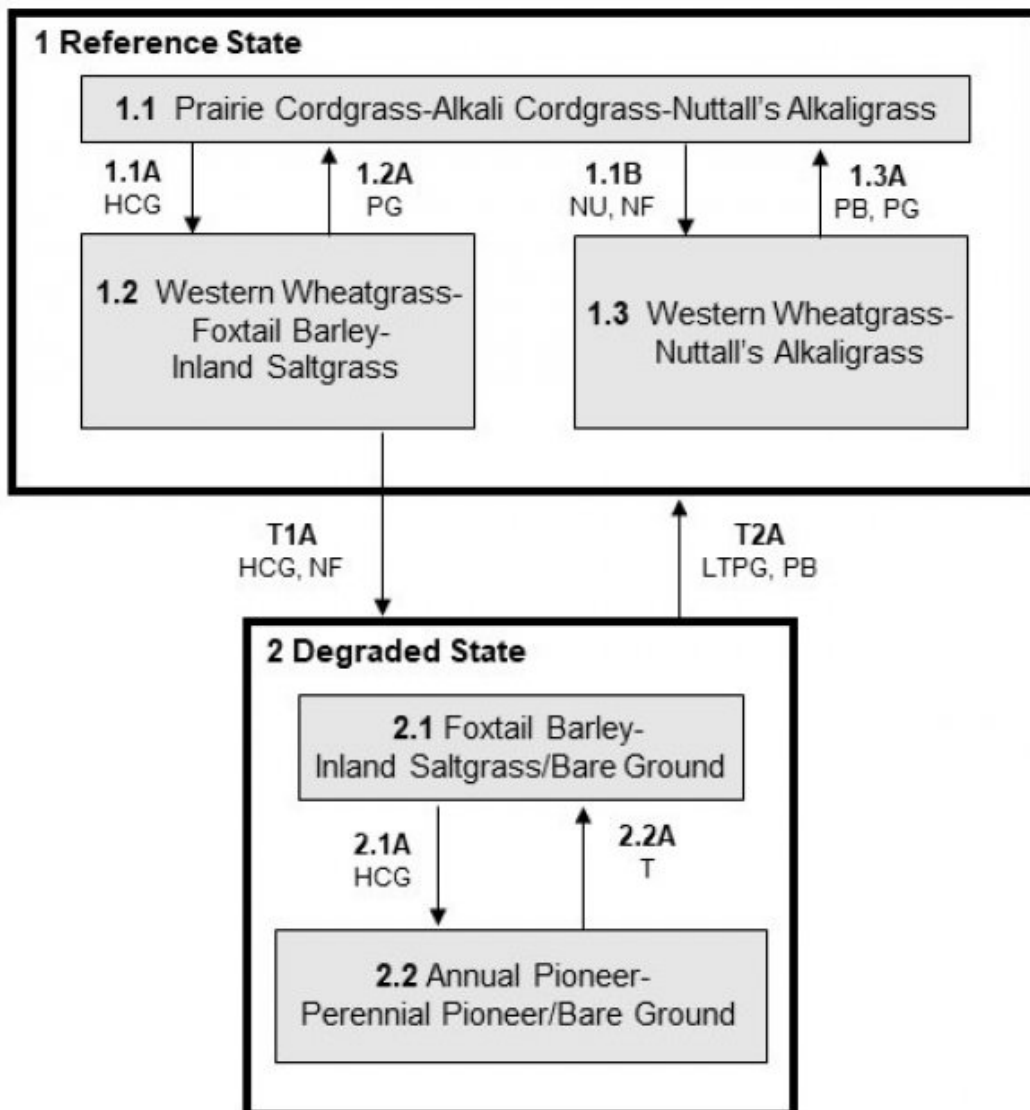 1 Reference State
1.1 Prairie Cordgrass-Alkali Cordgrass-Nuttall's Alkaligrass
1.1A
HCG
1.2A
PG
1.1B
NU, NF
1.3A
PB, PG
1.2 Western Wheatgrass-
Foxtail Barley-
Inland Saltgrass
1.3 Western Wheatgrass-
Nuttall's Alkaligrass
T1A
HCG, NF
T2A
LTPG, PB
2 Degraded State
2.1 Foxtail Barley-
Inland Saltgrass/Bare Ground
2.1A
HCG
2.2A
T
2.2 Annual Pioneer-
Perennial Pioneer/Bare Ground